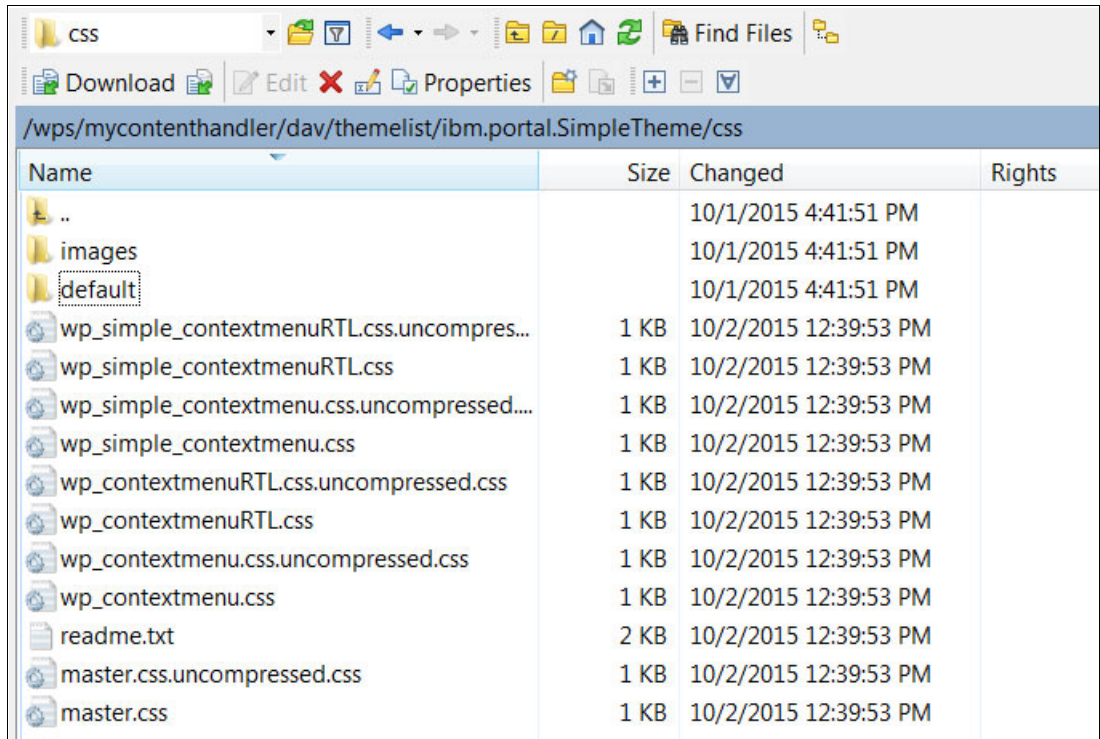 css Find Files
Download Edit Properties
/wps/mycontenthandler/dav/themelist/ibm.portal.SimpleTheme/css
Name Size Changed Rights
.. 10/1/2015 4:41:51 PM
images 10/1/2015 4:41:51 PM
default 10/1/2015 4:41:51 PM
wp_simple_contextmenuRTL.css.uncompres... 1 KB 10/2/2015 12:39:53 PM
wp_simple_contextmenuRTL.css 1 KB 10/2/2015 12:39:53 PM
wp_simple_contextmenu.css.uncompressed.... 1 KB 10/2/2015 12:39:53 PM
wp_simple_contextmenu.css 1 KB 10/2/2015 12:39:53 PM
wp_contextmenuRTL.css.uncompressed.css 1 KB 10/2/2015 12:39:53 PM
wp_contextmenuRTL.css 1 KB 10/2/2015 12:39:53 PM
wp_contextmenu.css.uncompressed.css 1 KB 10/2/2015 12:39:53 PM
wp_contextmenu.css 1 KB 10/2/2015 12:39:53 PM
readme.txt 2 KB 10/2/2015 12:39:53 PM
master.css.uncompressed.css 1 KB 10/2/2015 12:39:53 PM
master.css 1 KB 10/2/2015 12:39:53 PM